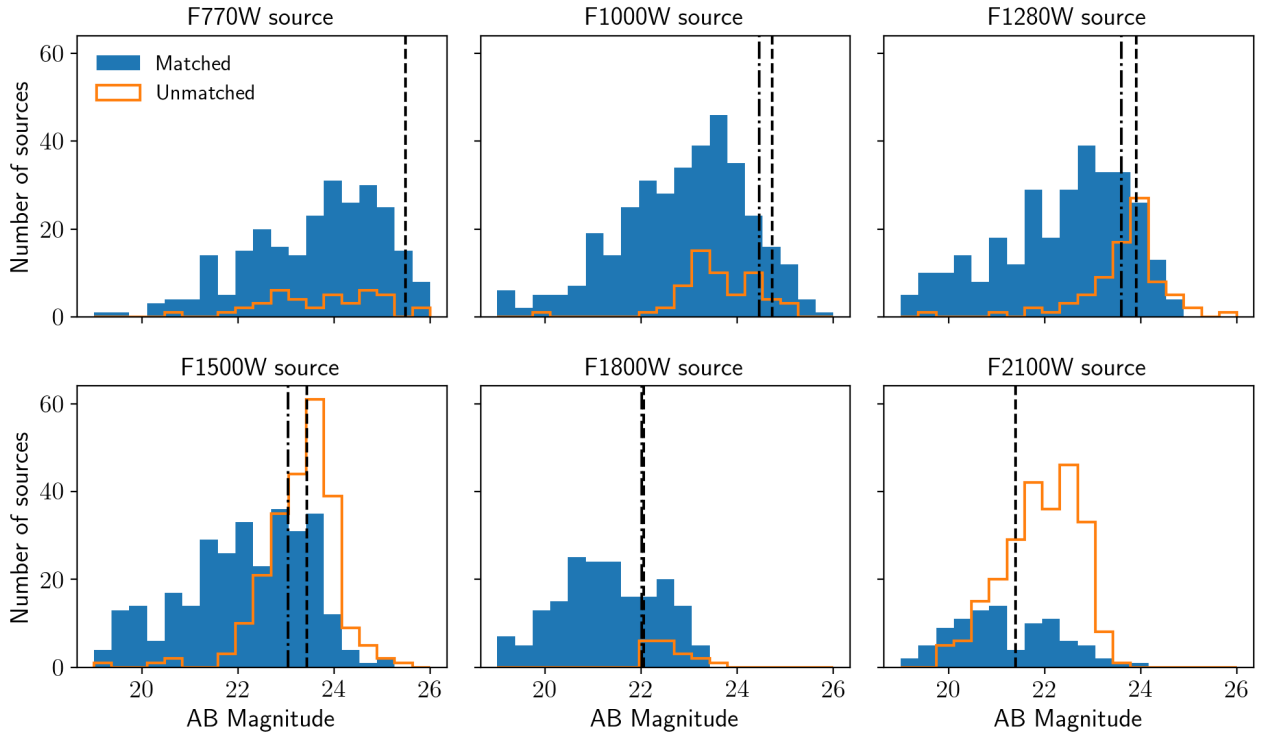 F770W source
F1000W source
F1280W source
Number of sources
60
40
20
0
Matched
Unmatched
F1500W source
F1800W source
F2100W source
Number of sources
60
40
20
0
20 22 24 26
20 22 24 26
20 22 24 26
AB Magnitude
AB Magnitude
AB Magnitude